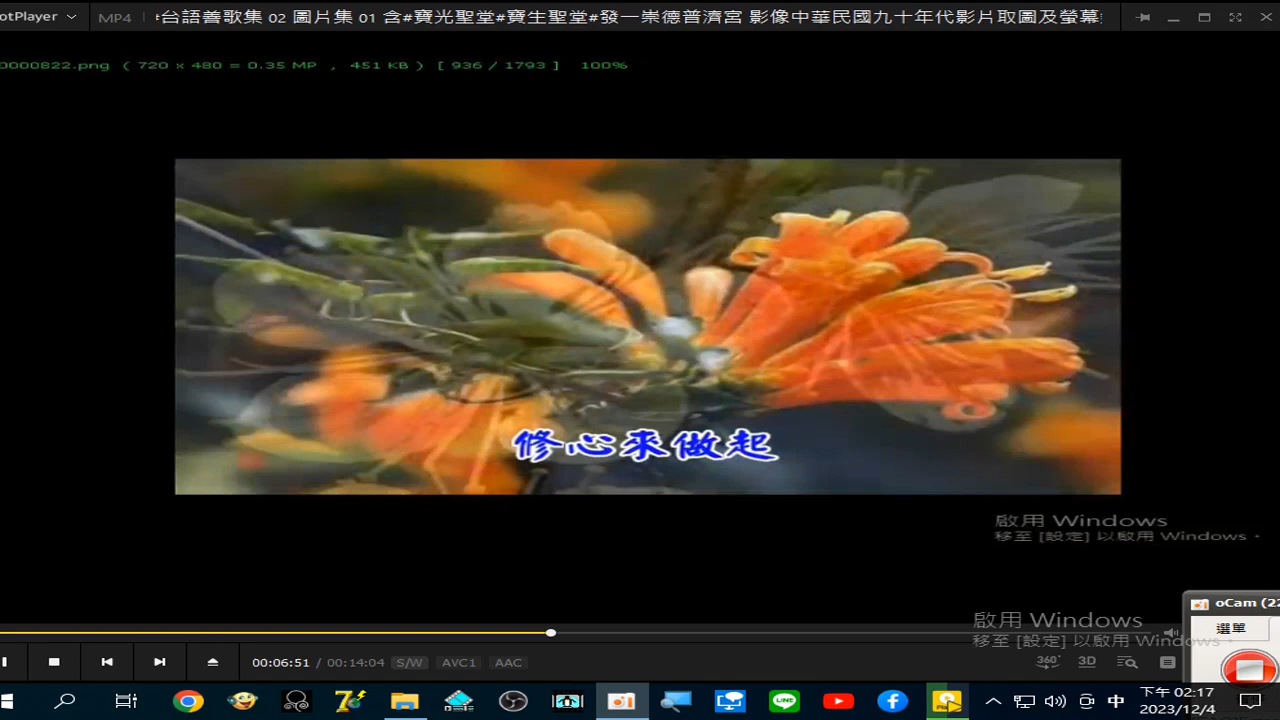 otPlayer
MP4
台語善歌集 02 圖片集 01 含#寶光聖堂#寶生聖堂#發一崇德普濟宮 影像中華民國九十年代影片取圖及螢幕
0000822.png ( 720 x 480 = 0.35 MP , 451 KB ) [ 936 / 1793 ] 100%
修心來做起
啟用 Windows
移至 [設定] 以啟用 Windows。
oCam (22
啟用 Windows
移至 [設定] 以啟用 Windows。
選單
00:06:51 / 00:14:04 S/W AVC1 AAC
360° 3D
中
下午 02:17
2023/12/4